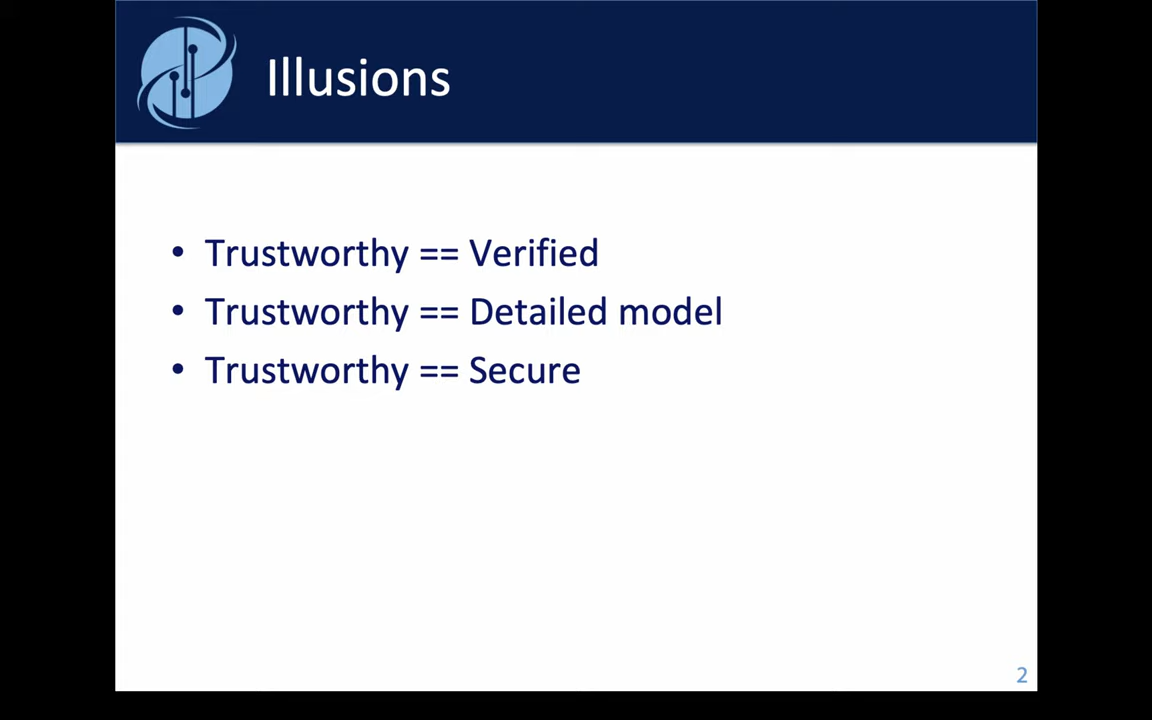 Illusions
• Trustworthy == Verified
• Trustworthy == Detailed model
• Trustworthy == Secure
2